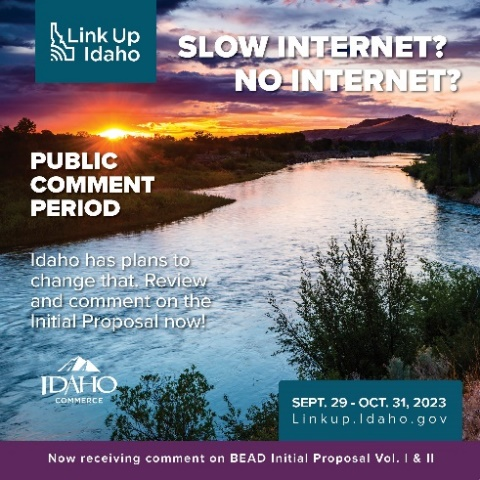 Link Up
Idaho
SLOW INTERNET?
NO INTERNET?
PUBLIC
COMMENT
PERIOD
Idaho has plans to
change that. Review
and comment on the
Initial Proposal now!
IDAHO
COMMERCE
SEPT. 29 - OCT. 31, 2023
Linkup.Idaho.gov
Now receiving comment on BEAD Initial Proposal Vol. I & II